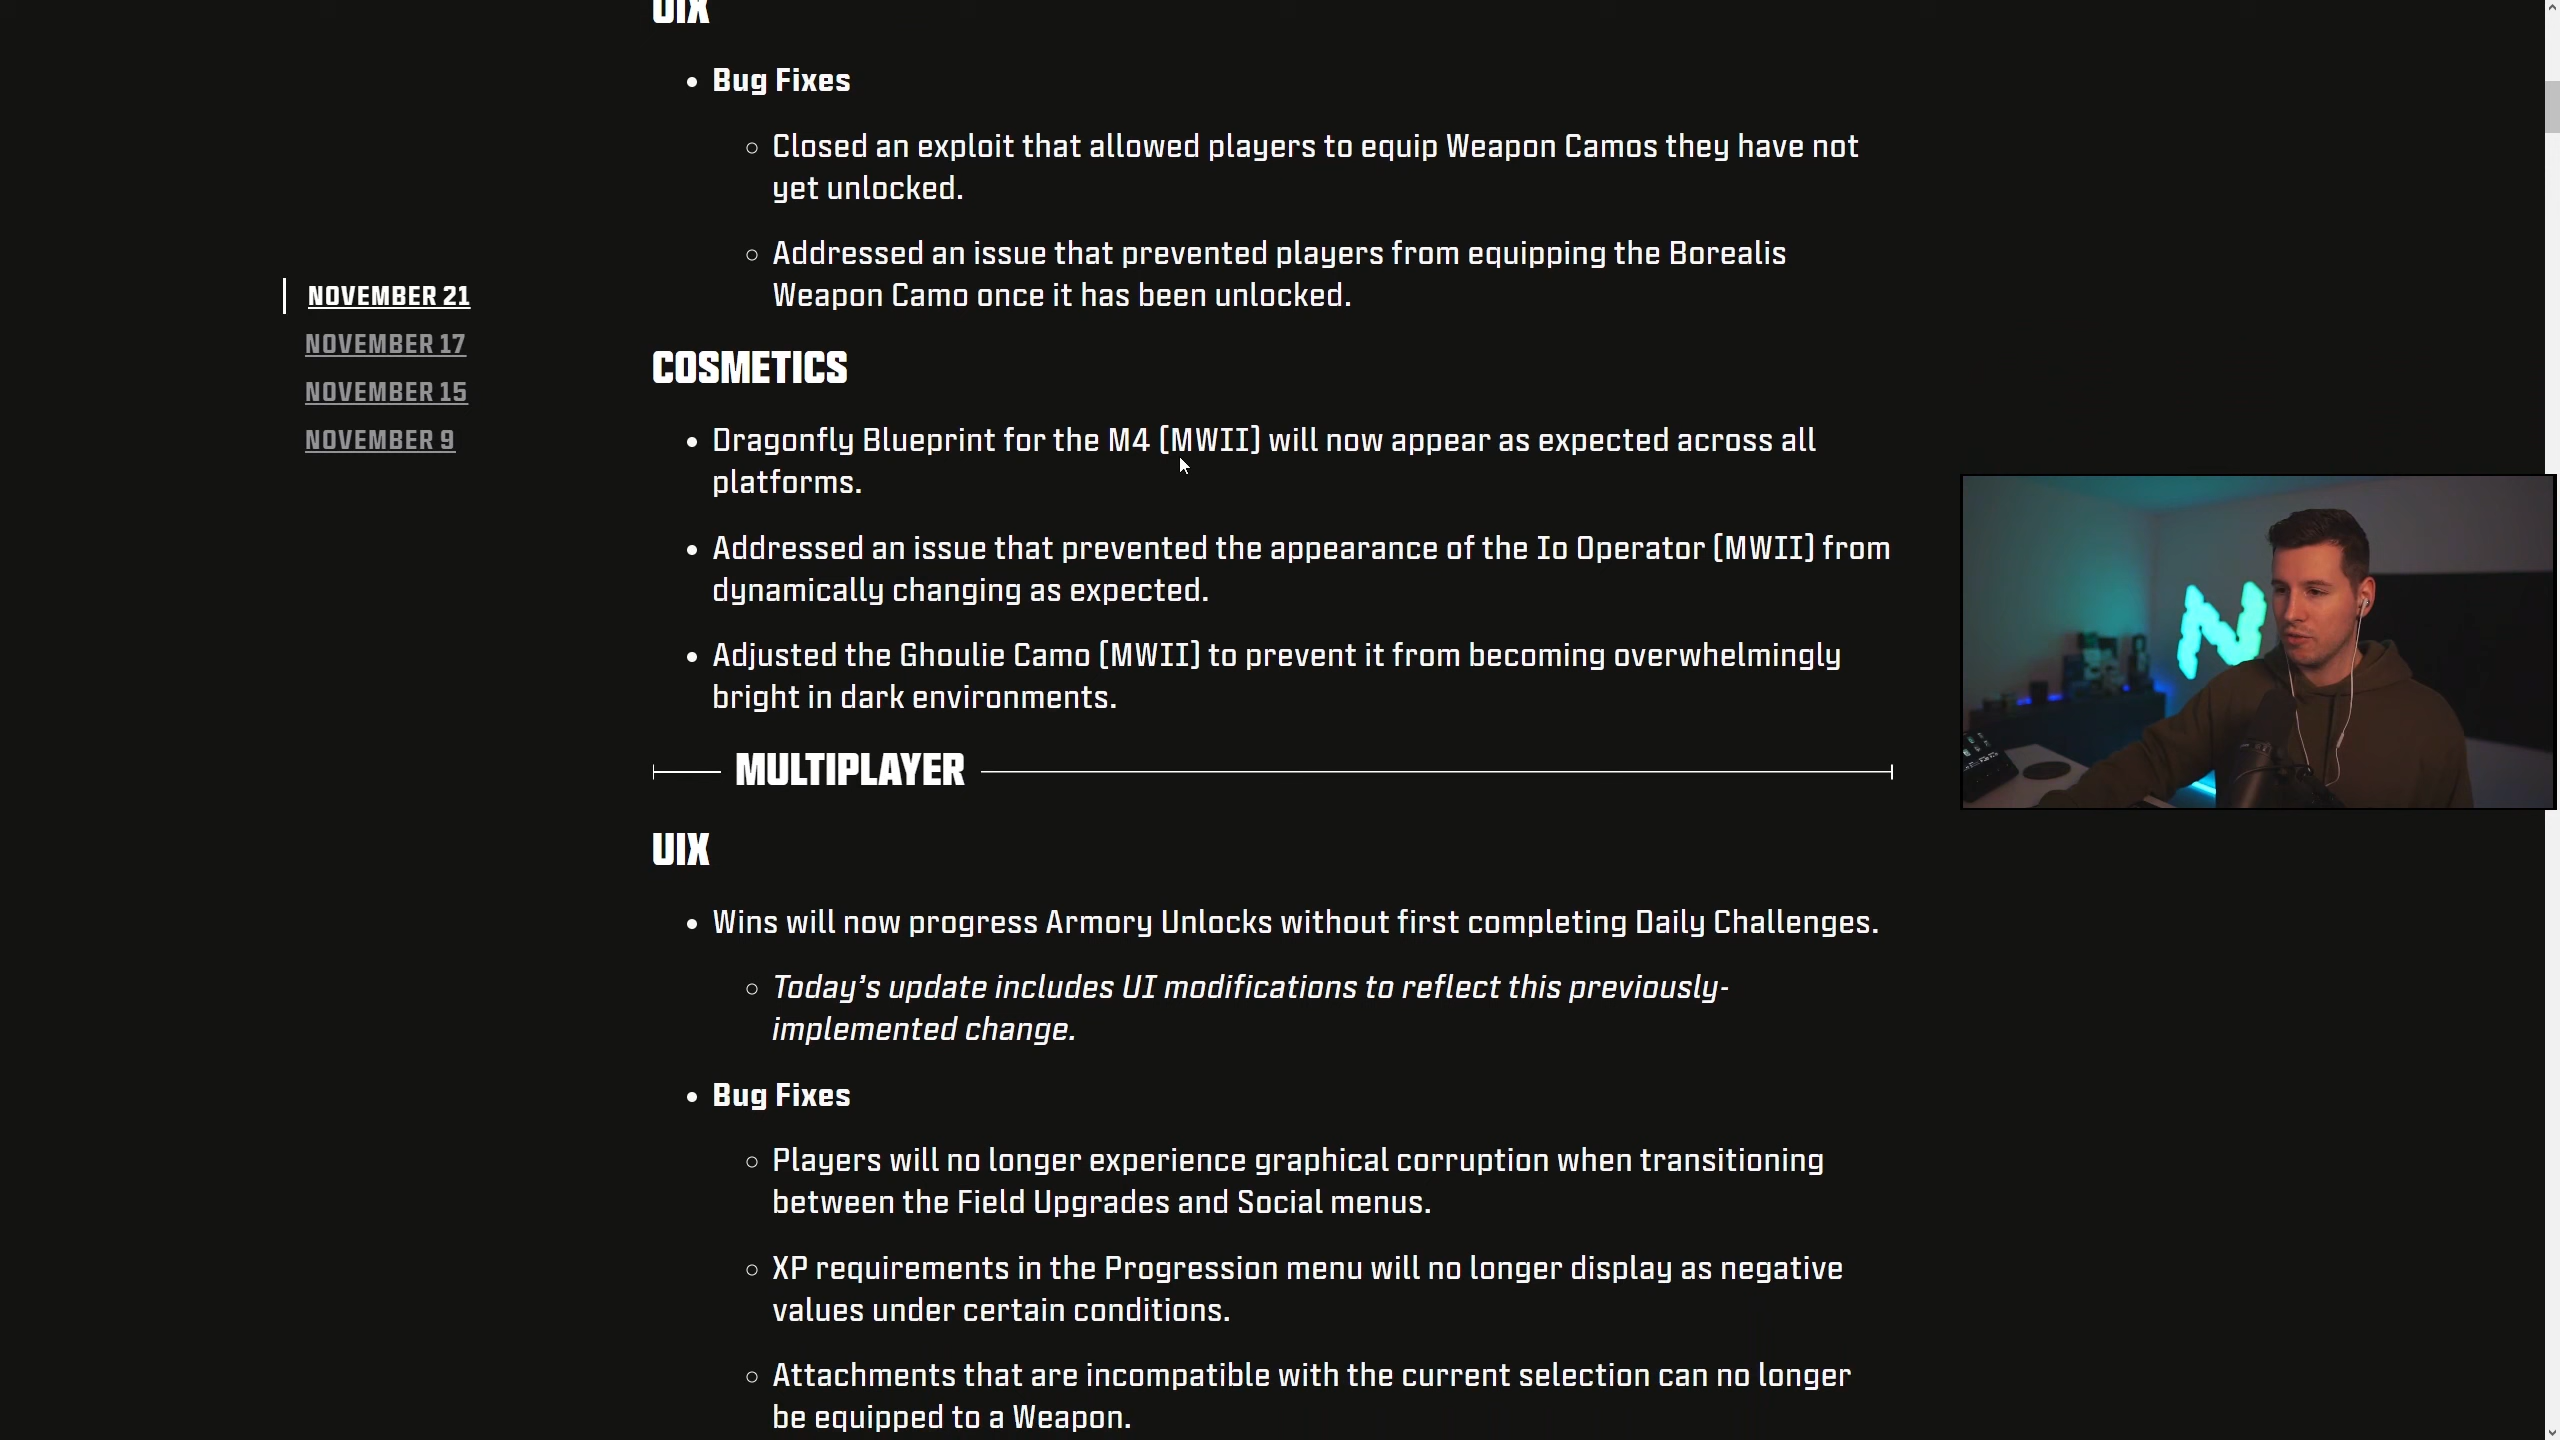 UIX
Bug Fixes
Closed an exploit that allowed players to equip Weapon Camos they have not
yet unlocked.
Addressed an issue that prevented players from equipping the Borealis
Weapon Camo once it has been unlocked.
NOVEMBER 21
NOVEMBER 17
NOVEMBER 15
NOVEMBER 9
COSMETICS
Dragonfly Blueprint for the M4 (MWII) will now appear as expected across all
platforms.
Addressed an issue that prevented the appearance of the Io Operator (MWII) from
dynamically changing as expected.
Adjusted the Ghoulie Camo (MWII) to prevent it from becoming overwhelmingly
bright in dark environments.
N
MULTIPLAYER
UIX
Wins will now progress Armory Unlocks without first completing Daily Challenges.
Today’s update includes UI modifications to reflect this previously-
implemented change.
Bug Fixes
Players will no longer experience graphical corruption when transitioning
between the Field Upgrades and Social menus.
XP requirements in the Progression menu will no longer display as negative
values under certain conditions.
Attachments that are incompatible with the current selection can no longer
be equipped to a Weapon.